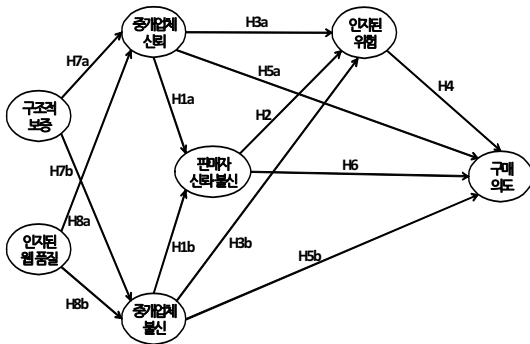 중개업체
신뢰
H3a
인지된
위험
H7a
H5a
H4
H1a
H2
구조적
보증
판매자
신뢰·불신
H7b
H6
구매
의도
H8a
인지된
웹 품질
H1b
H3b
H5b
H8b
중개업체
불신